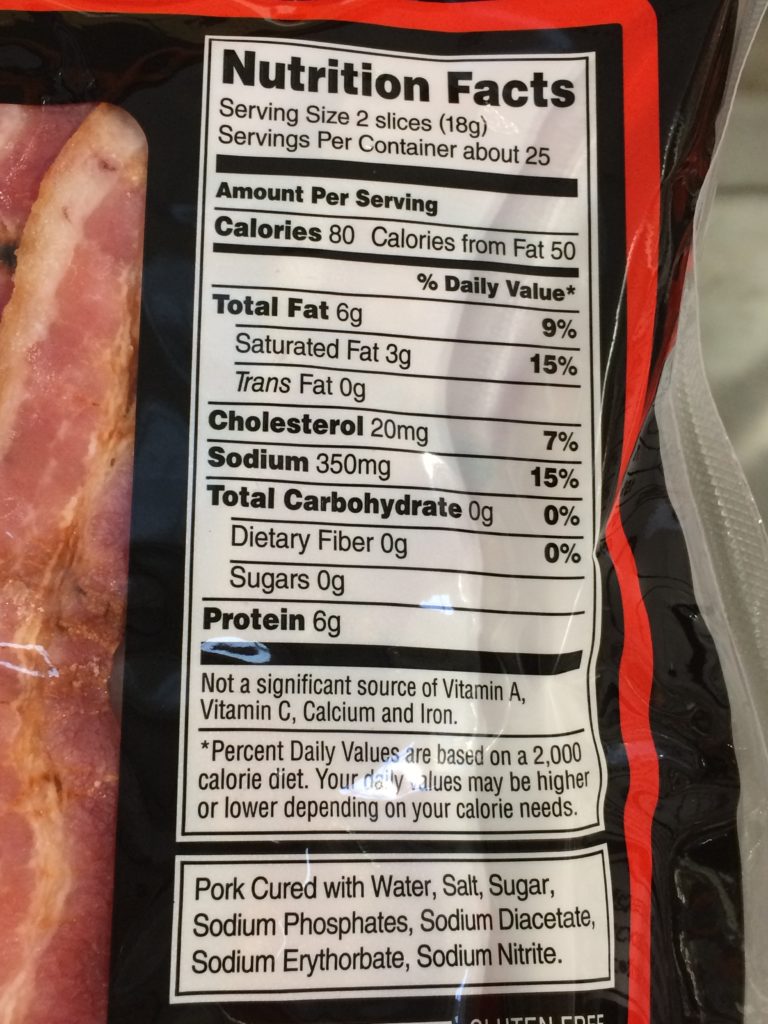 Nutrition Facts
Serving Size 2 slices (18g)
Servings Per Container about 25
Amount Per Serving
Calories 80 Calories from Fat 50
% Daily Value*
Total Fat 6g 9%
Saturated Fat 3g 15%
Trans Fat 0g
Cholesterol 20mg 7%
Sodium 350mg 15%
Total Carbohydrate 0g 0%
Dietary Fiber 0g 0%
Sugars 0g
Protein 6g
Not a significant source of Vitamin A,
Vitamin C, Calcium and Iron.
*Percent Daily Values are based on a 2,000
calorie diet. Your daily values may be higher
or lower depending on your calorie needs.
Pork Cured with Water, Salt, Sugar,
Sodium Phosphates, Sodium Diacetate,
Sodium Erythorbate, Sodium Nitrite.
GLUTEN FREE